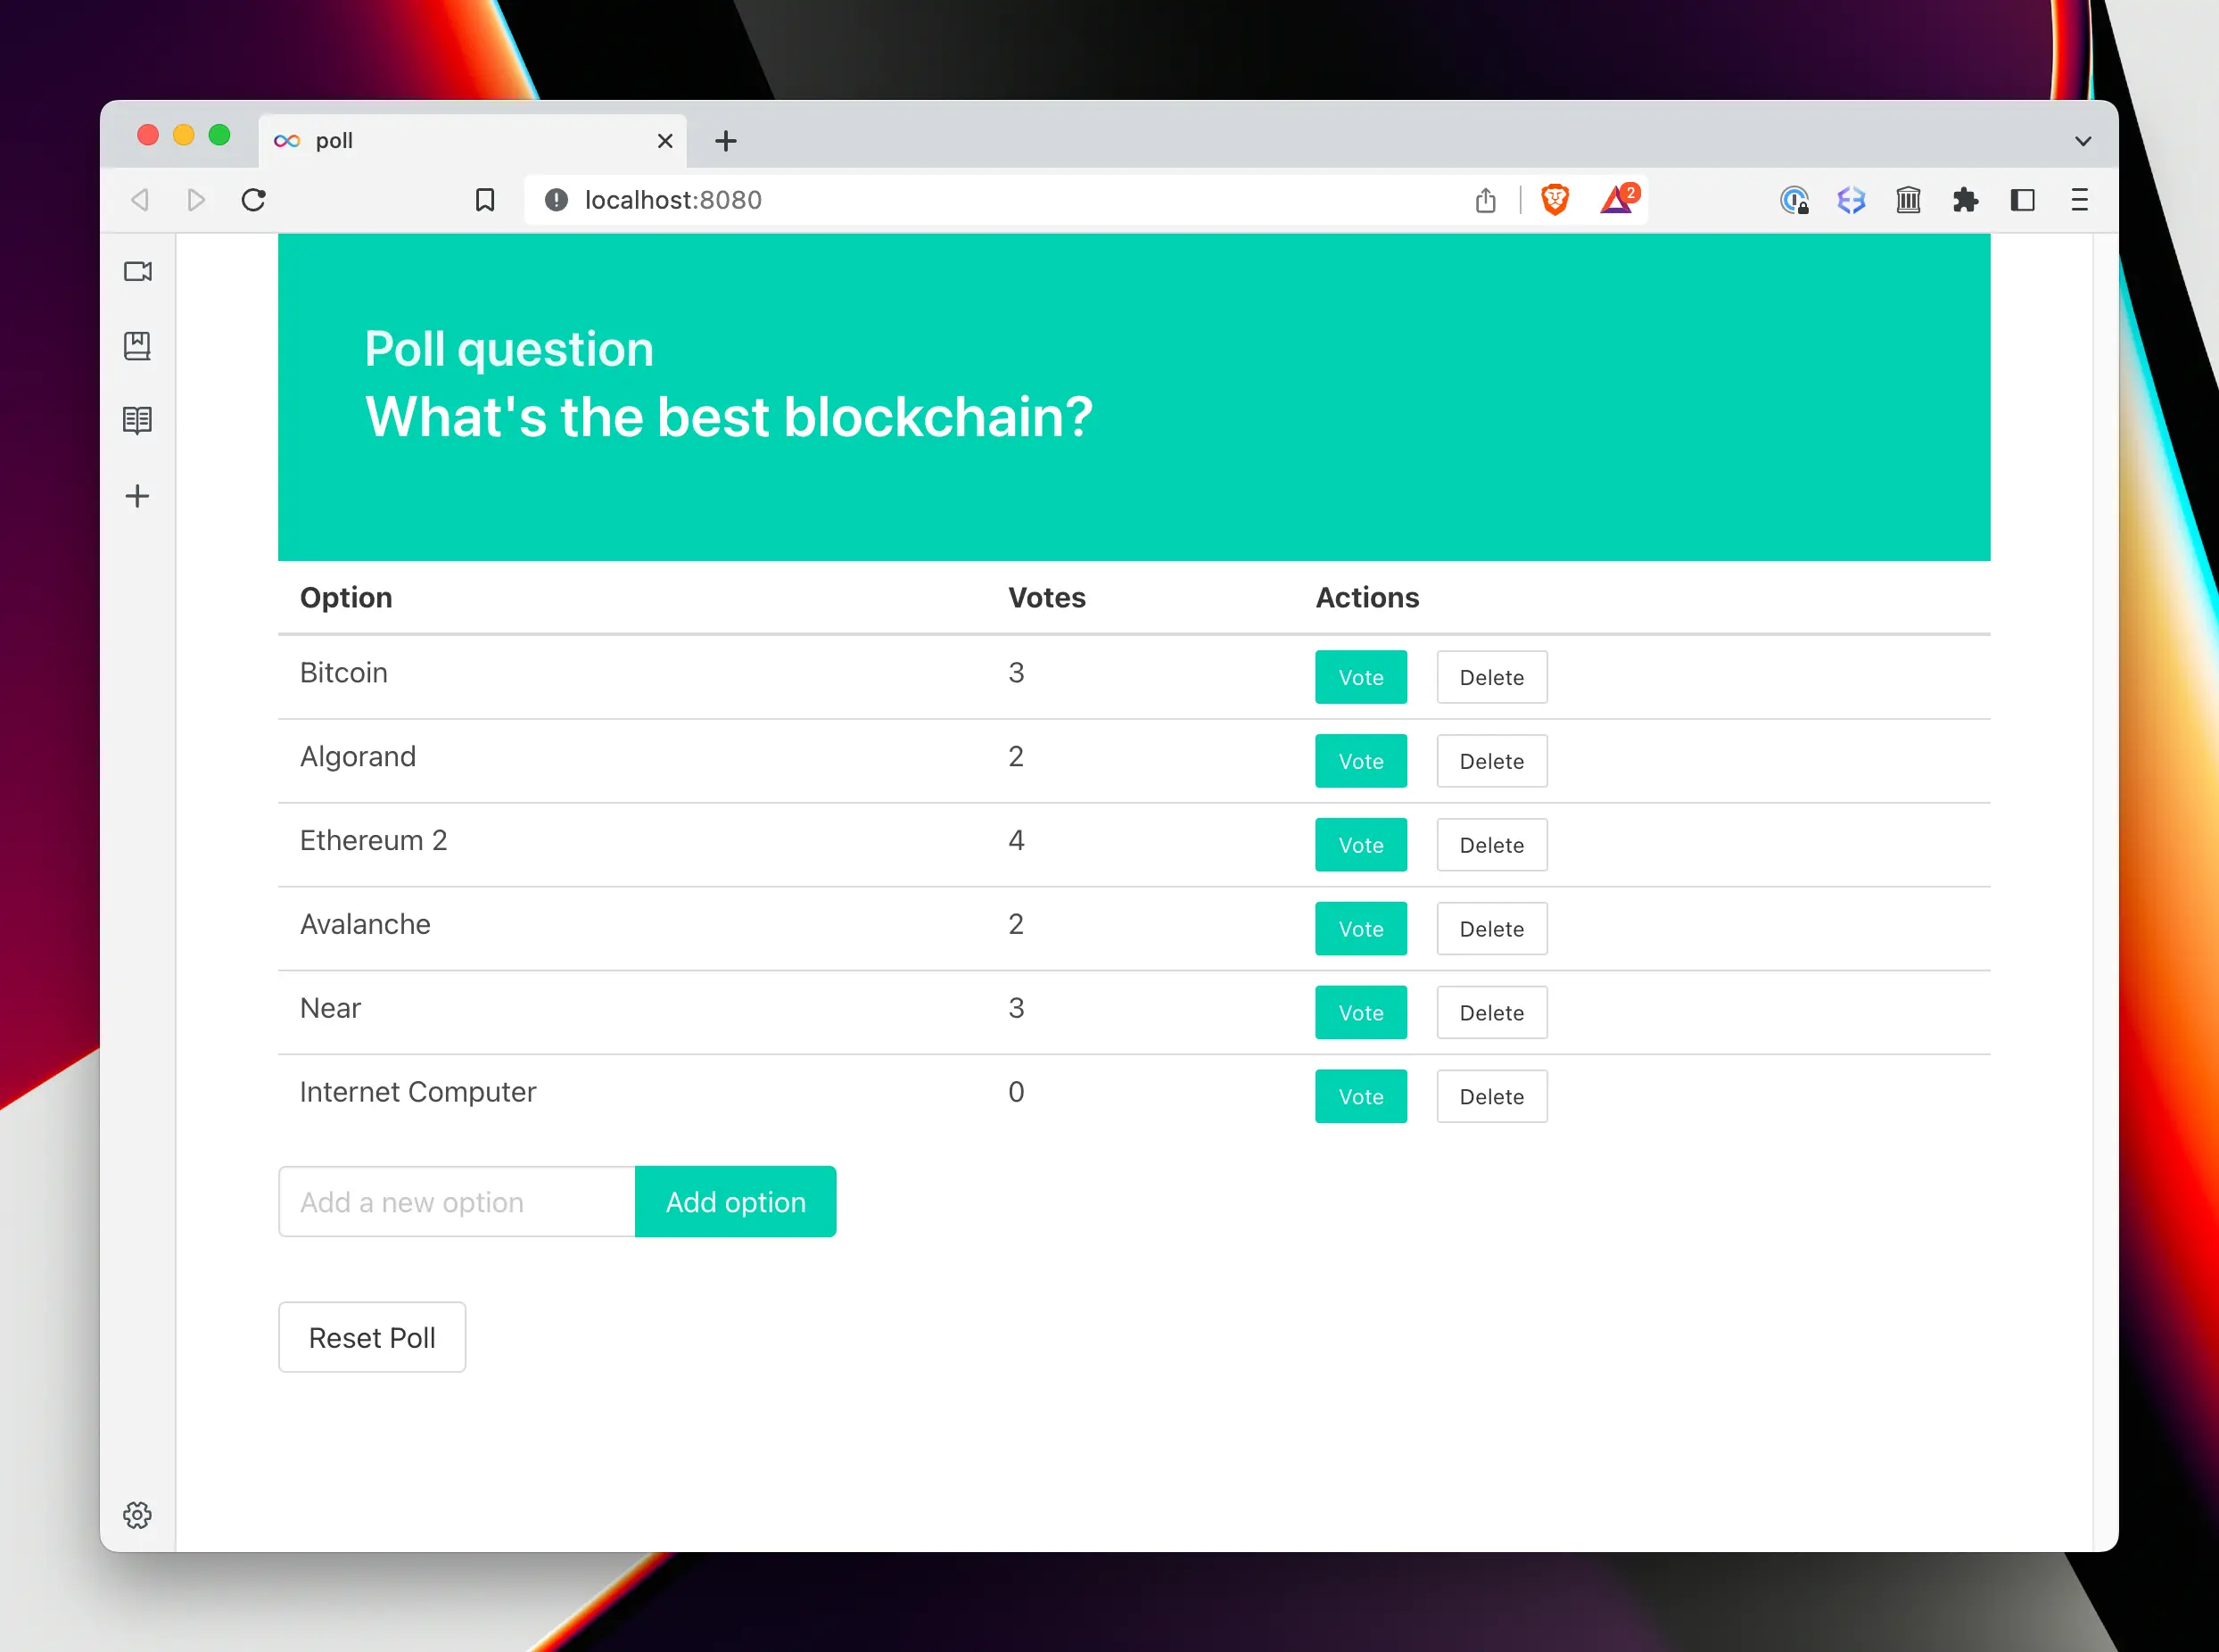 poll
localhost:8080
2
Poll question
What's the best blockchain?
Option Votes Actions
Bitcoin 3 Vote Delete
Algorand 2 Vote Delete
Ethereum 2 4 Vote Delete
Avalanche 2 Vote Delete
Near 3 Vote Delete
Internet Computer 0 Vote Delete
Add a new option Add option
Reset Poll